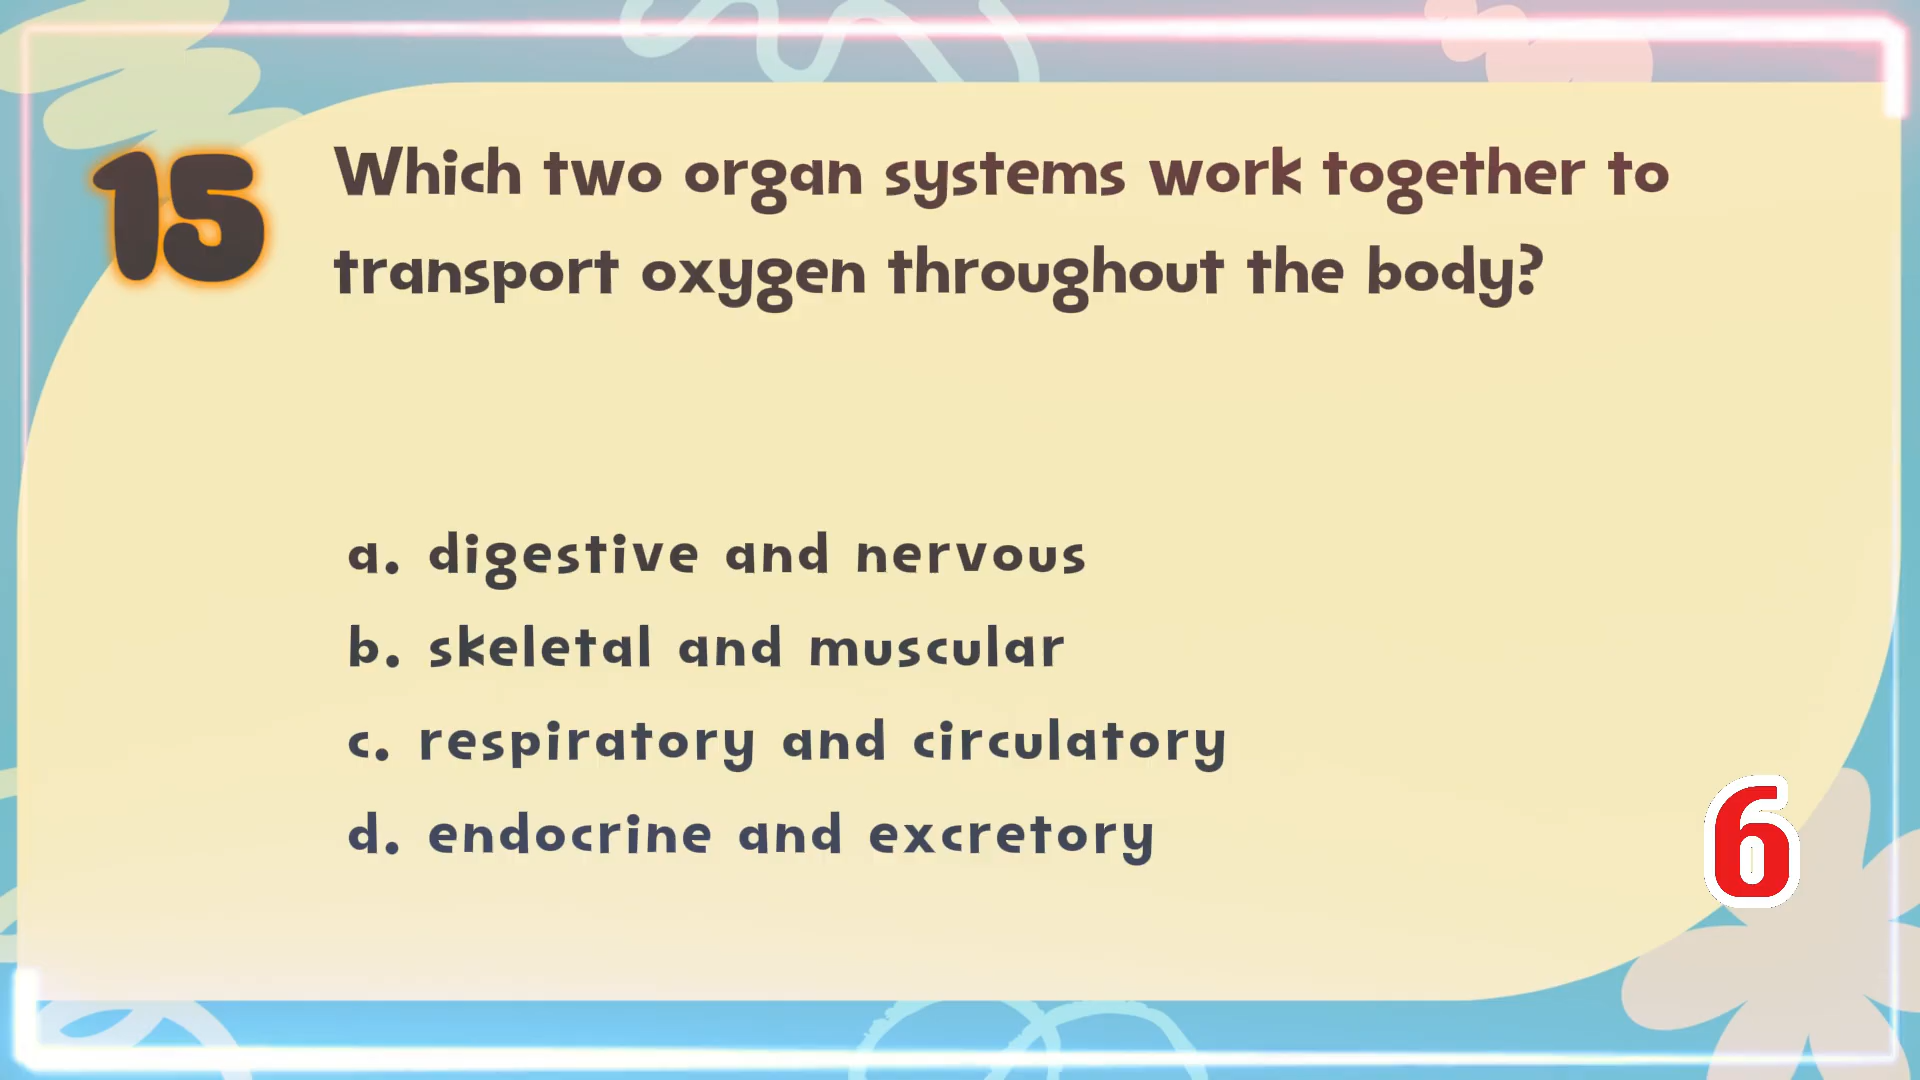 15
Which two organ systems work together to
transport oxygen throughout the body?
a. digestive and nervous
b. skeletal and muscular
c. respiratory and circulatory
d. endocrine and excretory
6